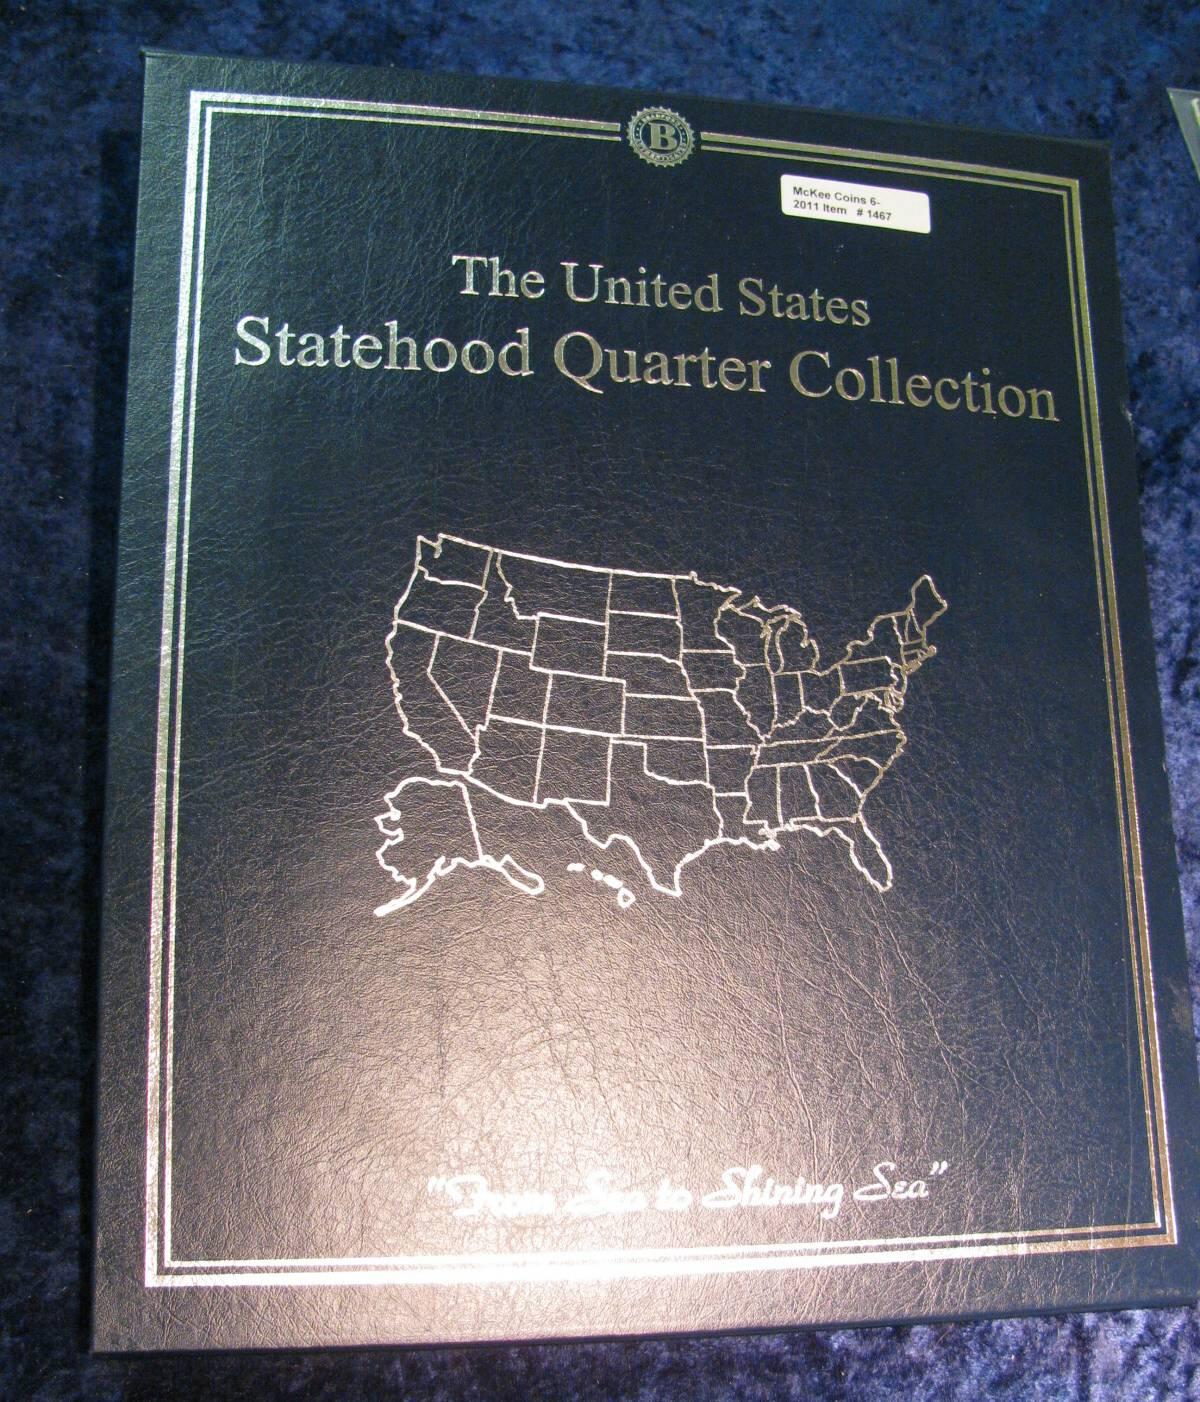 B
McKee Coins 6-
2011 Item # 1467
The United States
Statehood Quarter Collection
"From Sea to Shining Sea"